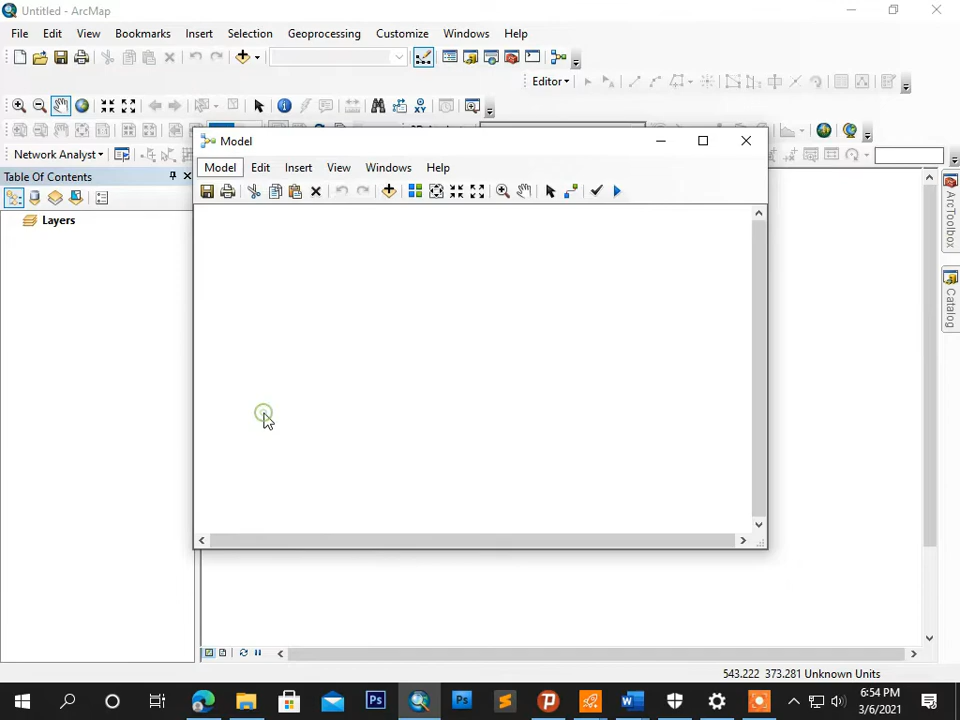 Untitled - ArcMap
File Edit View Bookmarks Insert Selection Geoprocessing Customize Windows Help
Editor
Network Analyst
Table Of Contents
Layers
Model
Model Edit Insert View Windows Help
ArcToolbox
Catalog
543.222 373.281 Unknown Units
6:54 PM
3/6/2021